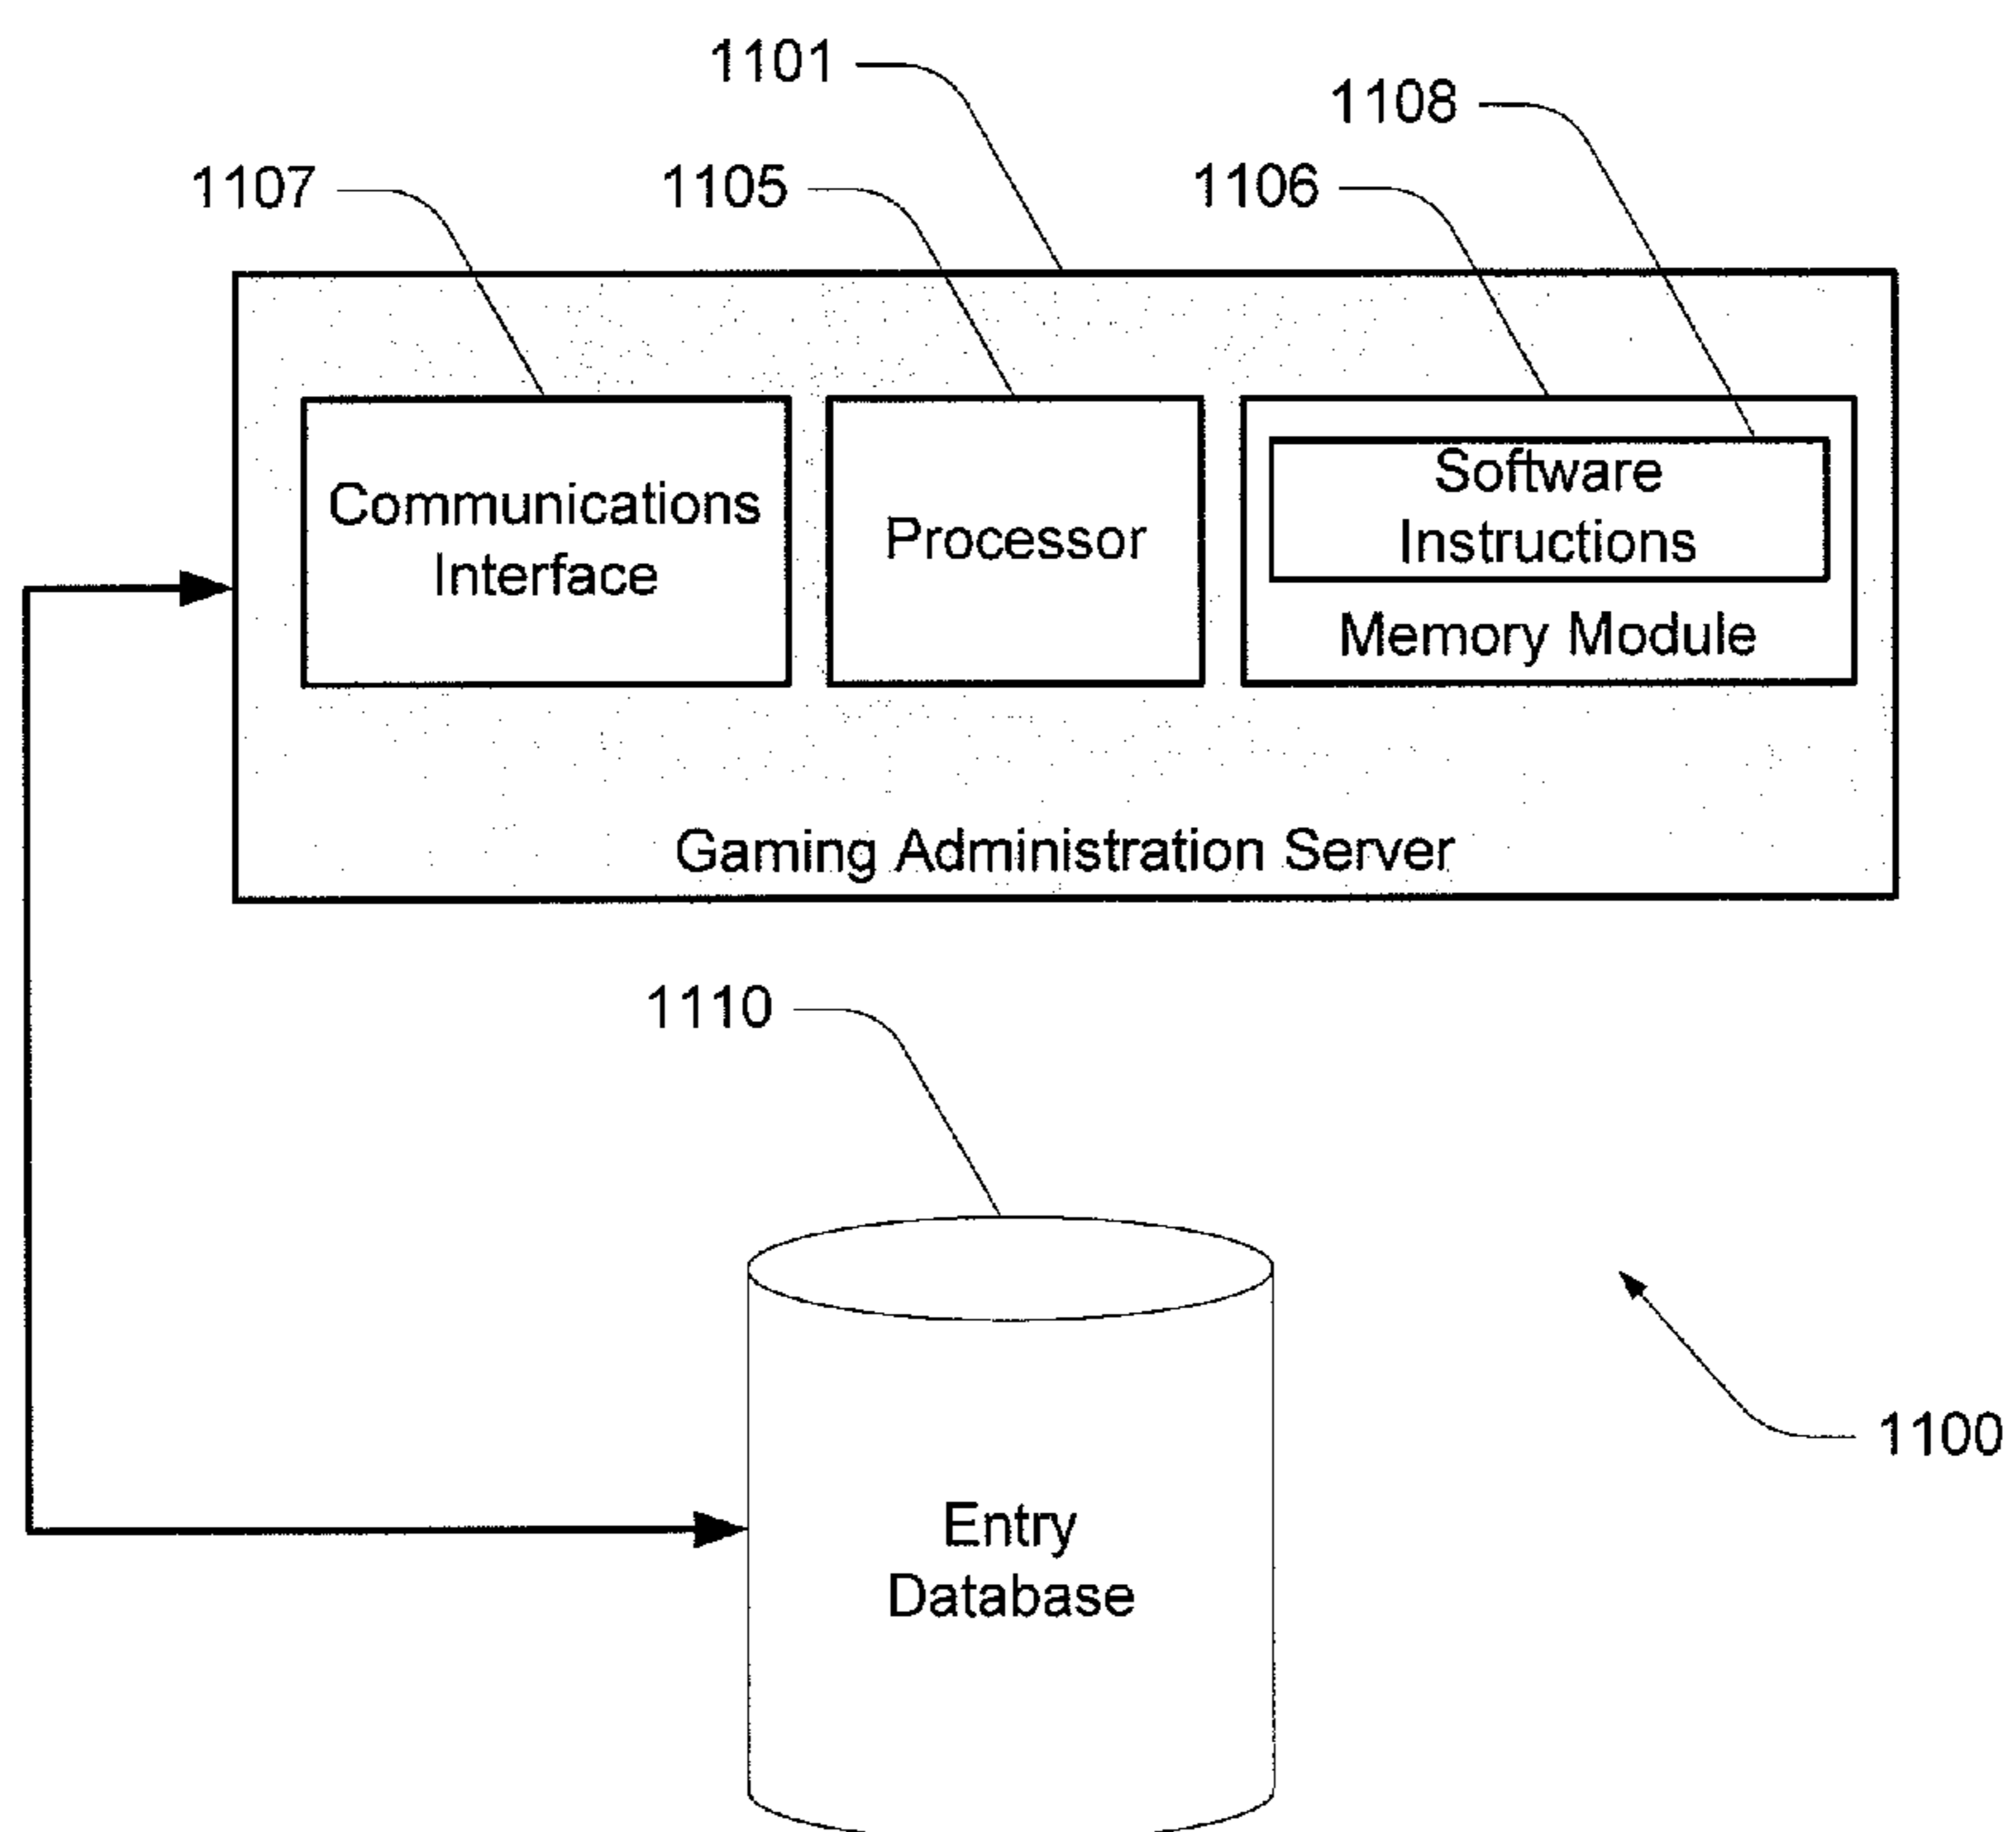 1101
1108
1107
1105
1106
Communications
Interface
Processor
Software
Instructions
Memory Module
Gaming Administration Server
1110
1100
Entry
Database